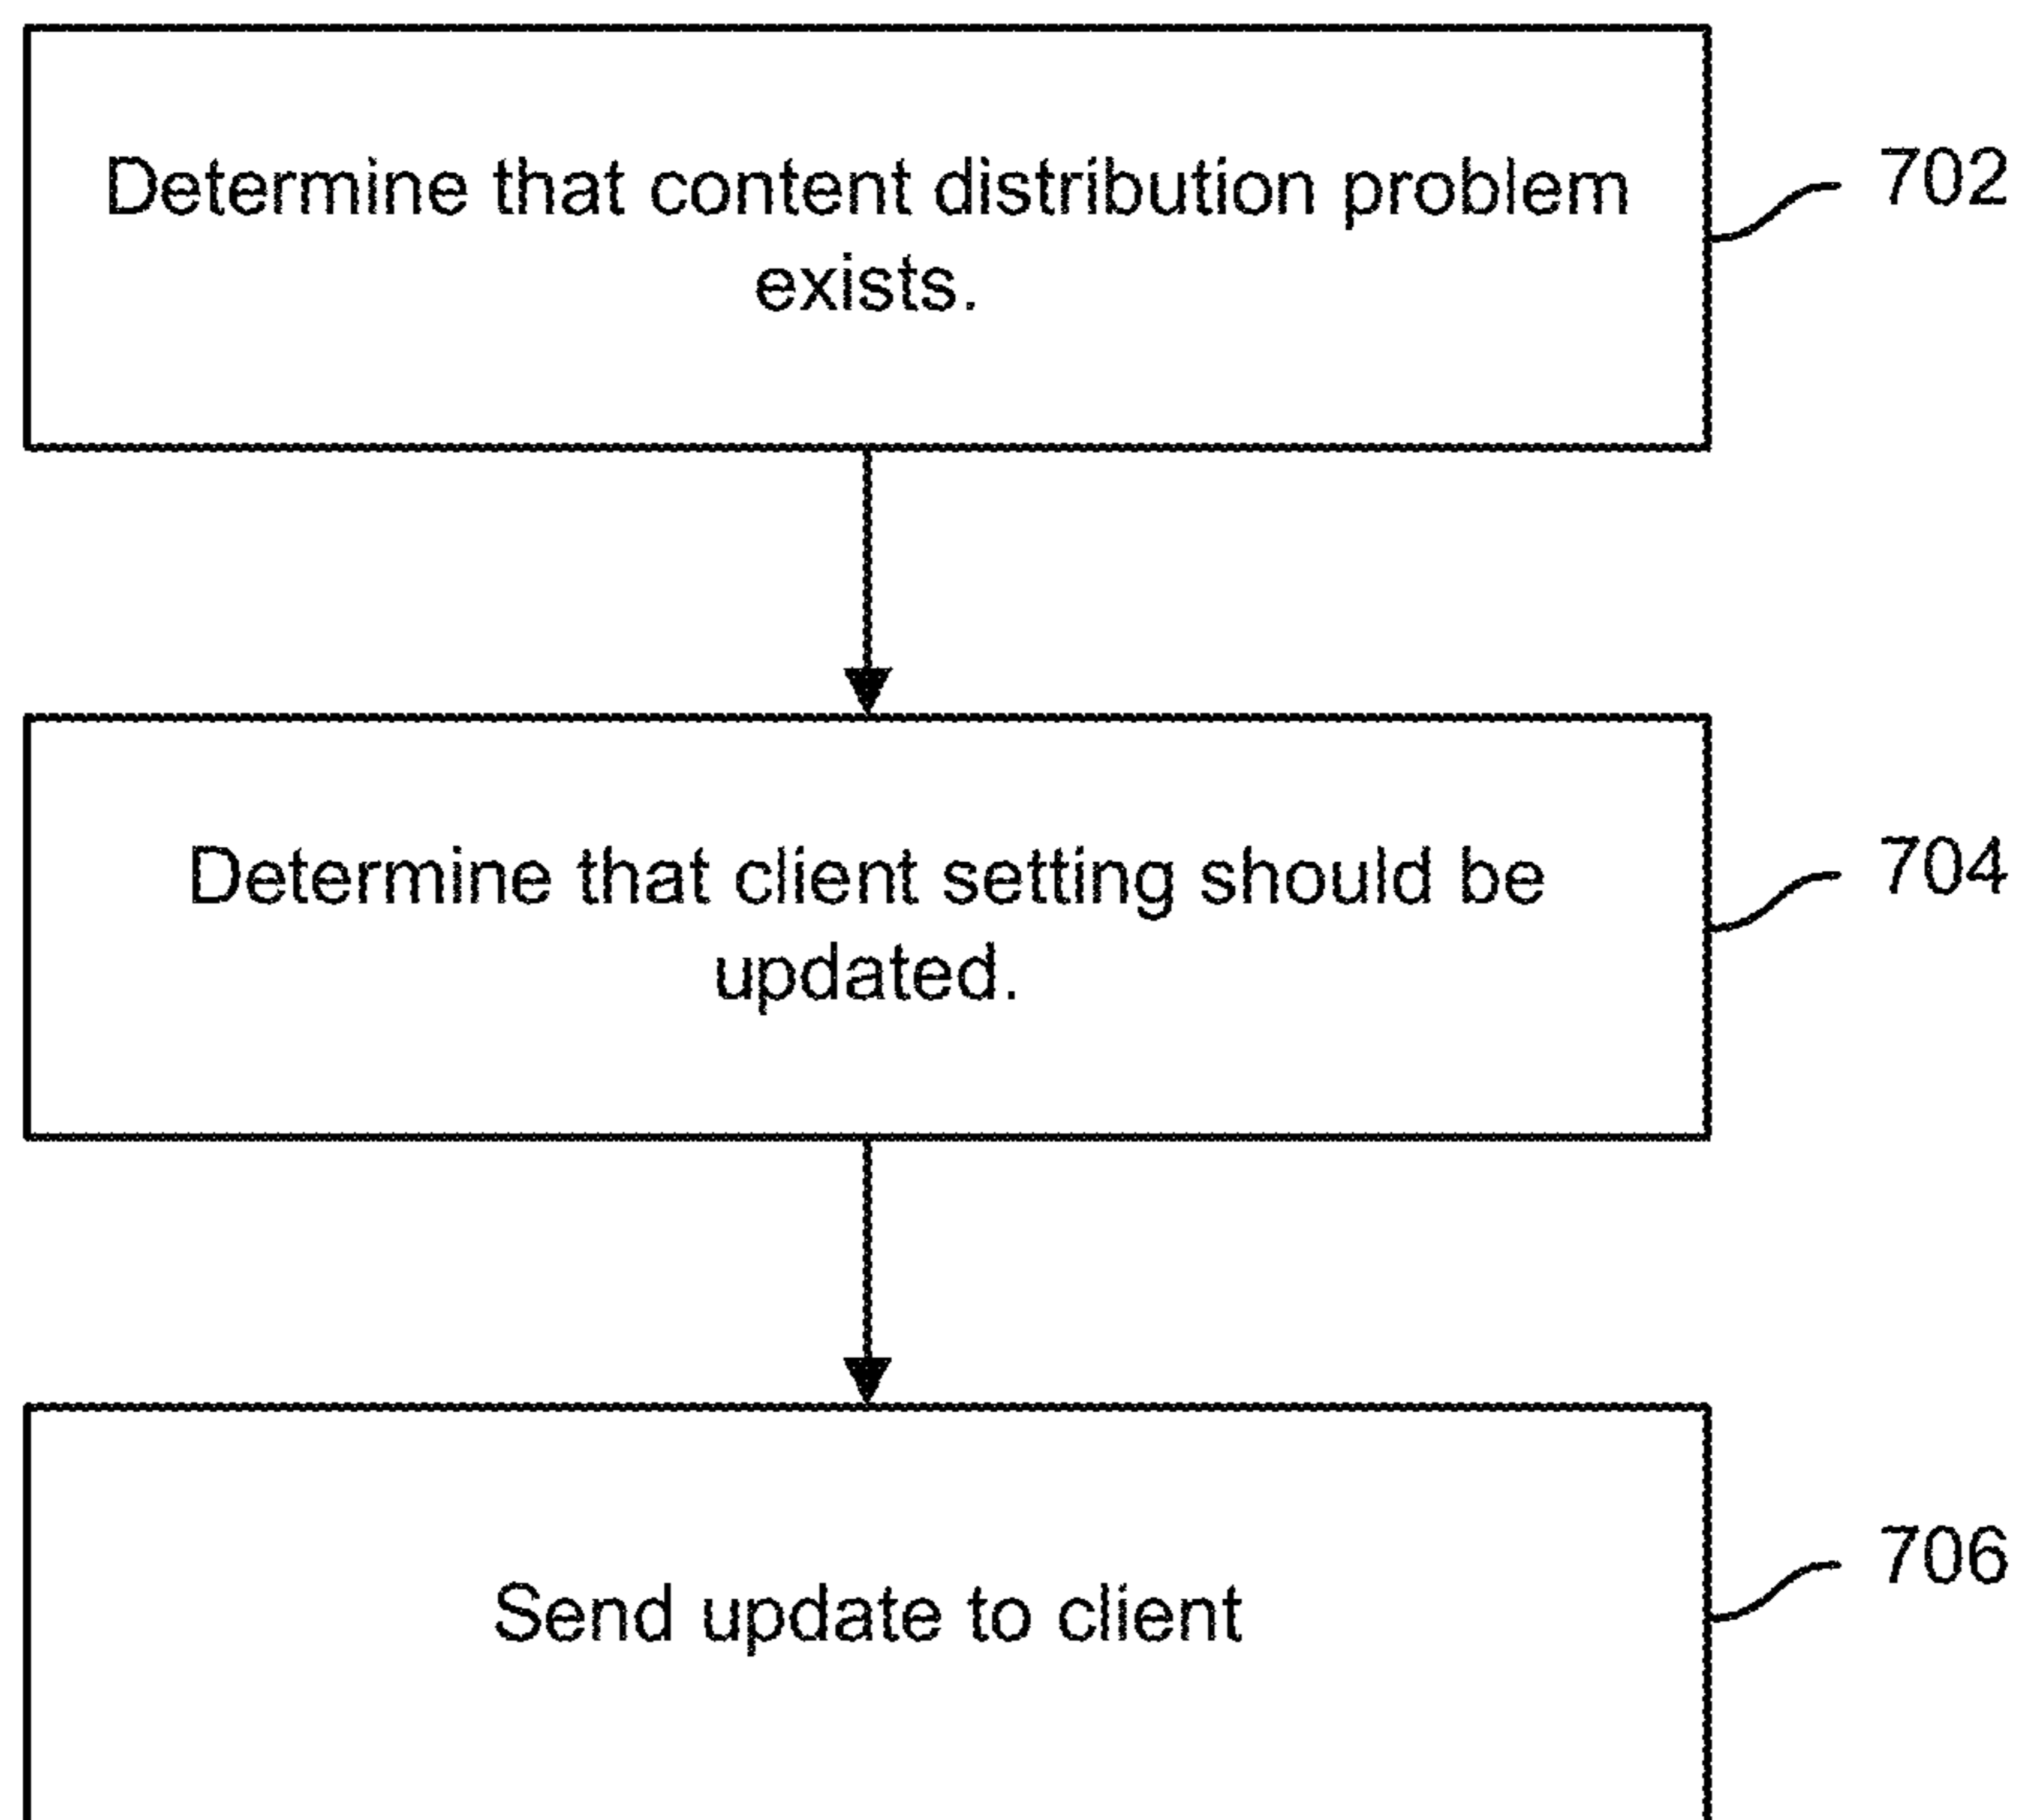 Determine that content distribution problem
exists.
702
Determine that client setting should be
updated.
704
Send update to client
706